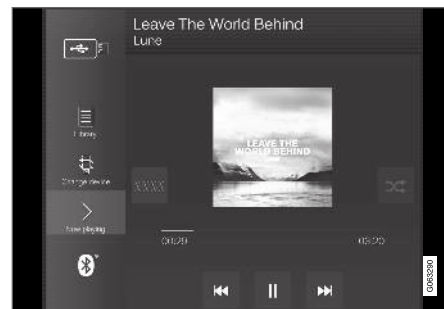 Leave The World Behind
Lune
Library
Change device
Now playing
LEAVE THE
WORLD BEHIND
XXXX
00:29
03:20
G063290